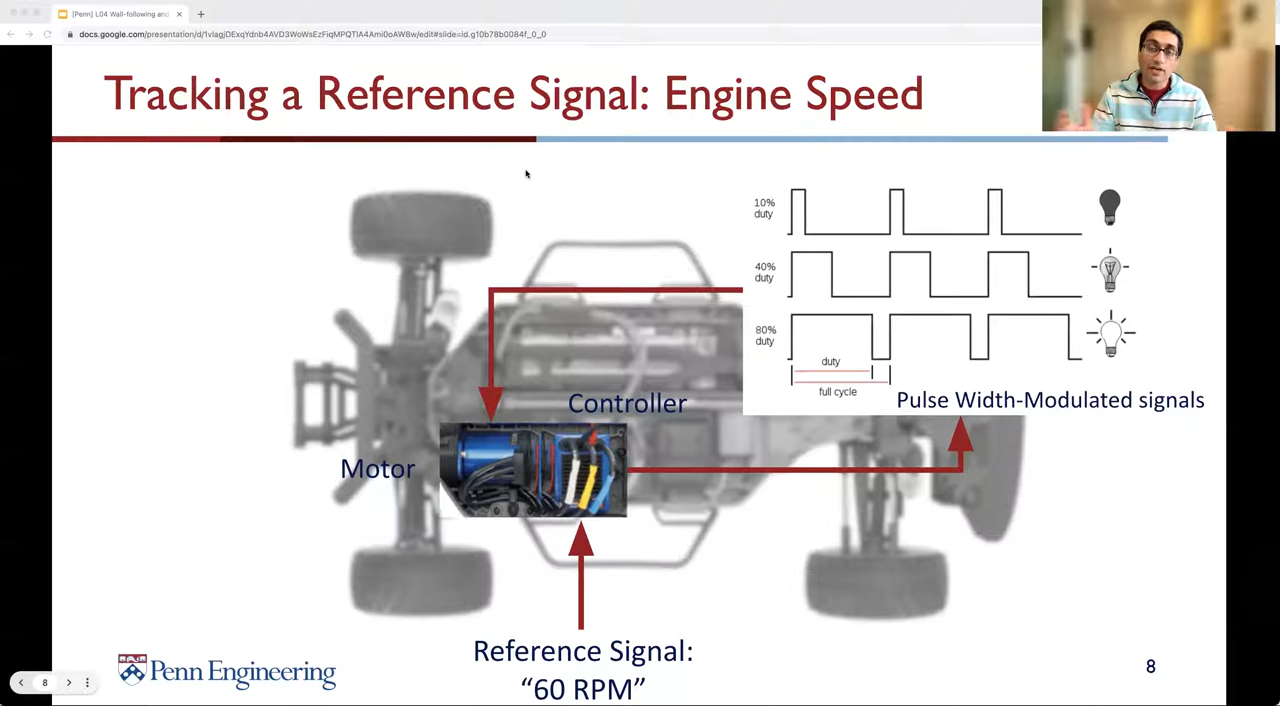 [Penn] L04 Wall-following and
docs.google.com/presentation/d/1vlagjDExqYdnb4AVD3WoWsEzFiqMPQTIA4Ami0oAW8w/edit#slide=id.g10b78b0084f_0_0
Tracking a Reference Signal: Engine Speed
10%
duty
40%
duty
80%
duty
duty
full cycle
Pulse Width-Modulated signals
Controller
Motor
Reference Signal:
“60 RPM”
Penn Engineering
8
8